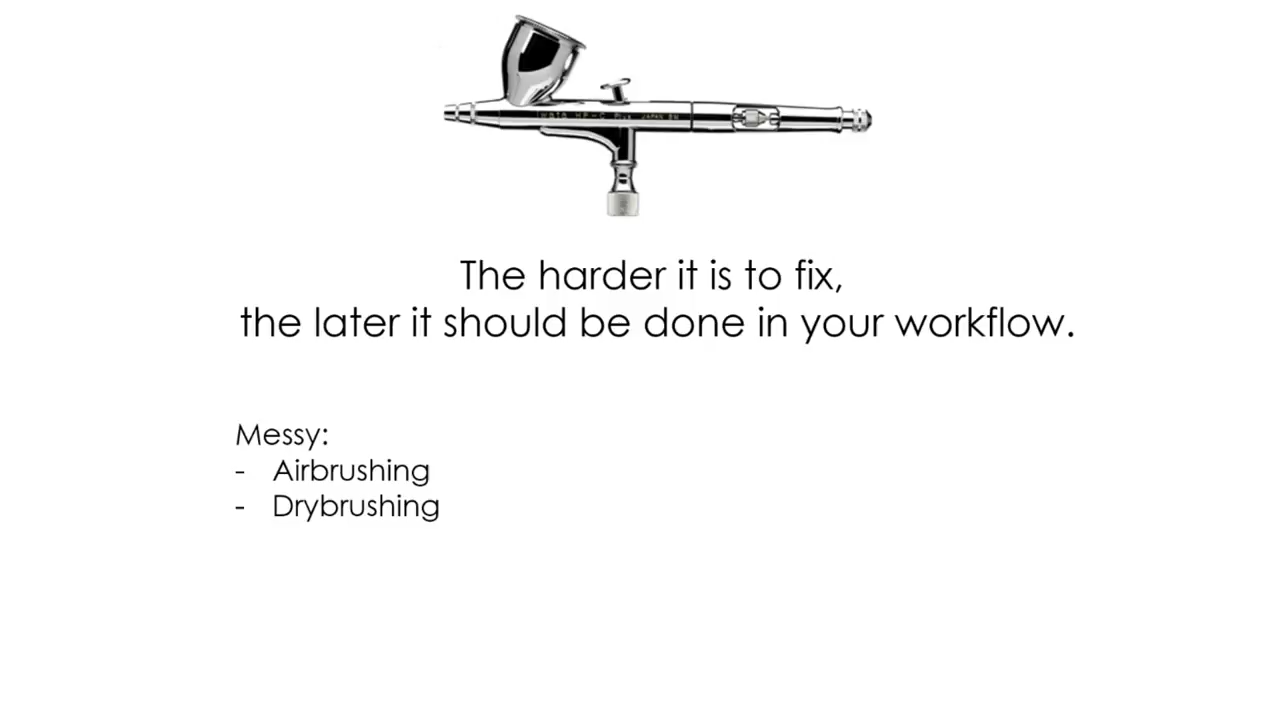 The harder it is to fix,
the later it should be done in your workflow.
Messy:
- Airbrushing
- Drybrushing